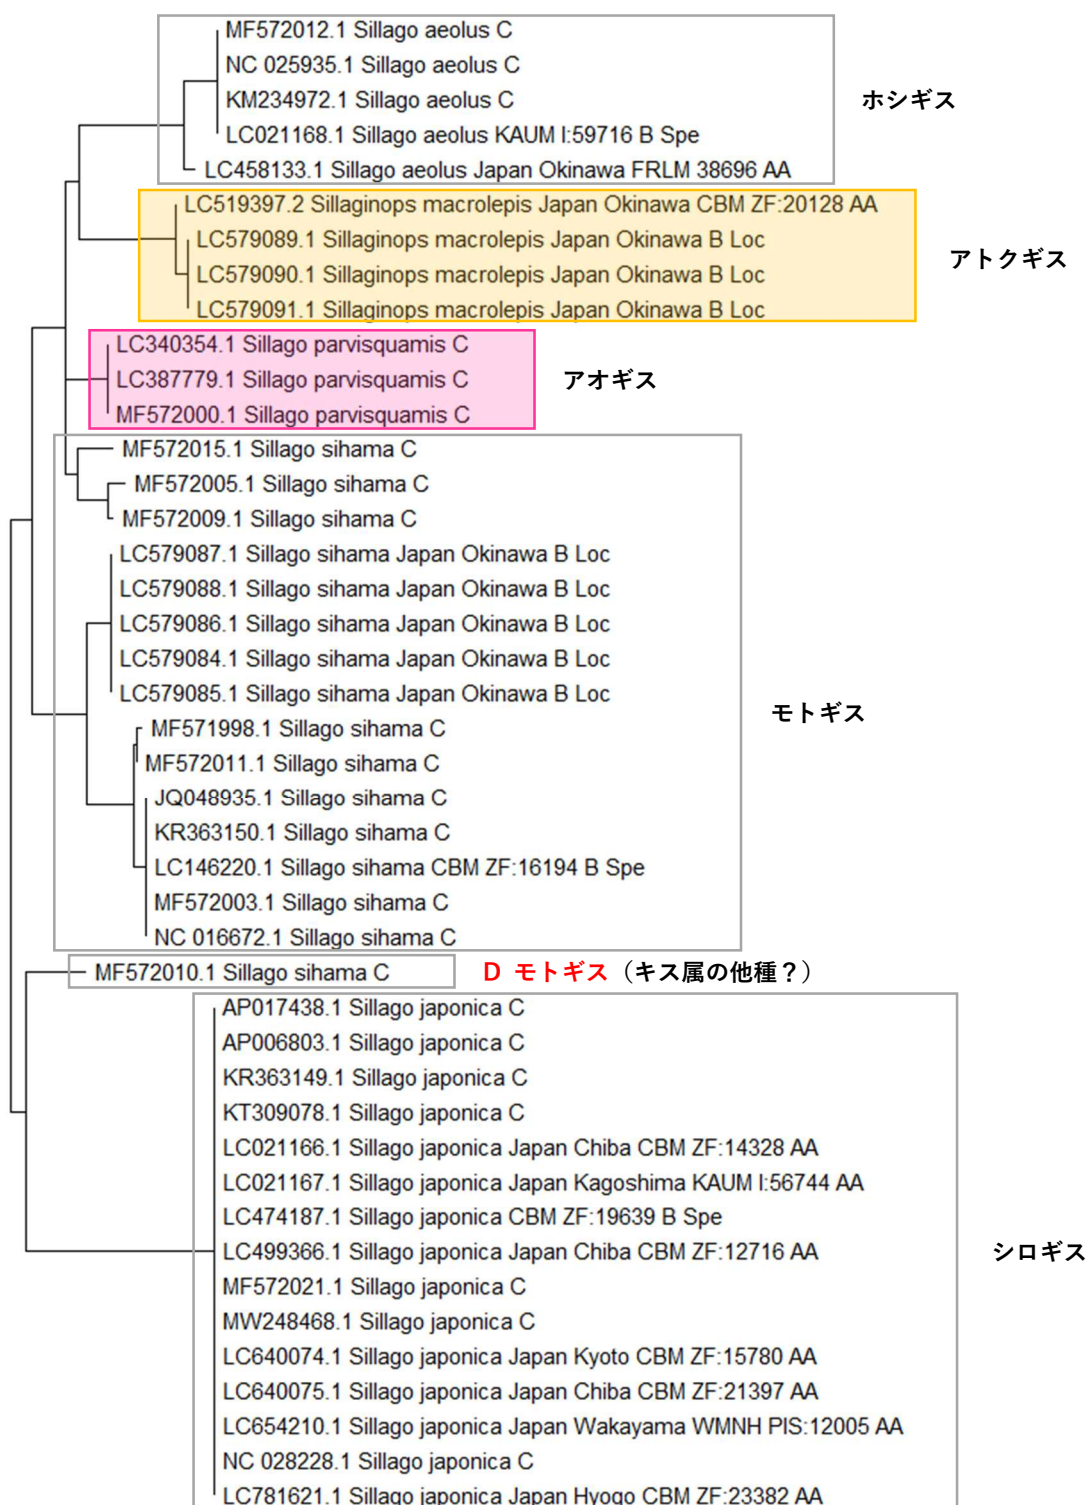 MF572012.1 Sillago aeolus C
NC 025935.1 Sillago aeolus C
KM234972.1 Sillago aeolus C
ホシギス
LC021168.1 Sillago aeolus KAUM I:59716 B Spe
LC458133.1 Sillago aeolus Japan Okinawa FRLM 38696 AA
LC519397.2 Sillaginops macrolepis Japan Okinawa CBM ZF:20128 AA
LC579089.1 Sillaginops macrolepis Japan Okinawa B Loc
アトクギス
LC579090.1 Sillaginops macrolepis Japan Okinawa B Loc
LC579091.1 Sillaginops macrolepis Japan Okinawa B Loc
LC340354.1 Sillago parvisquamis C
LC387779.1 Sillago parvisquamis C
アオギス
MF572000.1 Sillago parvisquamis C
MF572015.1 Sillago sihama C
MF572005.1 Sillago sihama C
MF572009.1 Sillago sihama C
LC579087.1 Sillago sihama Japan Okinawa B Loc
LC579088.1 Sillago sihama Japan Okinawa B Loc
LC579086.1 Sillago sihama Japan Okinawa B Loc
LC579084.1 Sillago sihama Japan Okinawa B Loc
LC579085.1 Sillago sihama Japan Okinawa B Loc
モトギス
MF571998.1 Sillago sihama C
MF572011.1 Sillago sihama C
JQ048935.1 Sillago sihama C
KR363150.1 Sillago sihama C
LC146220.1 Sillago sihama CBM ZF:16194 B Spe
MF572003.1 Sillago sihama C
NC 016672.1 Sillago sihama C
MF572010.1 Sillago sihama C
D モトギス（キス属の他種？）
AP017438.1 Sillago japonica C
AP006803.1 Sillago japonica C
KR363149.1 Sillago japonica C
KT309078.1 Sillago japonica C
LC021166.1 Sillago japonica Japan Chiba CBM ZF:14328 AA
LC021167.1 Sillago japonica Japan Kagoshima KAUM I:56744 AA
LC474187.1 Sillago japonica CBM ZF:19639 B Spe
LC499366.1 Sillago japonica Japan Chiba CBM ZF:12716 AA
シロギス
MF572021.1 Sillago japonica C
MW248468.1 Sillago japonica C
LC640074.1 Sillago japonica Japan Kyoto CBM ZF:15780 AA
LC640075.1 Sillago japonica Japan Chiba CBM ZF:21397 AA
LC654210.1 Sillago japonica Japan Wakayama WMNH PIS:12005 AA
NC 028228.1 Sillago japonica C
LC781621.1 Sillago japonica Japan Hyogo CBM ZF:23382 AA